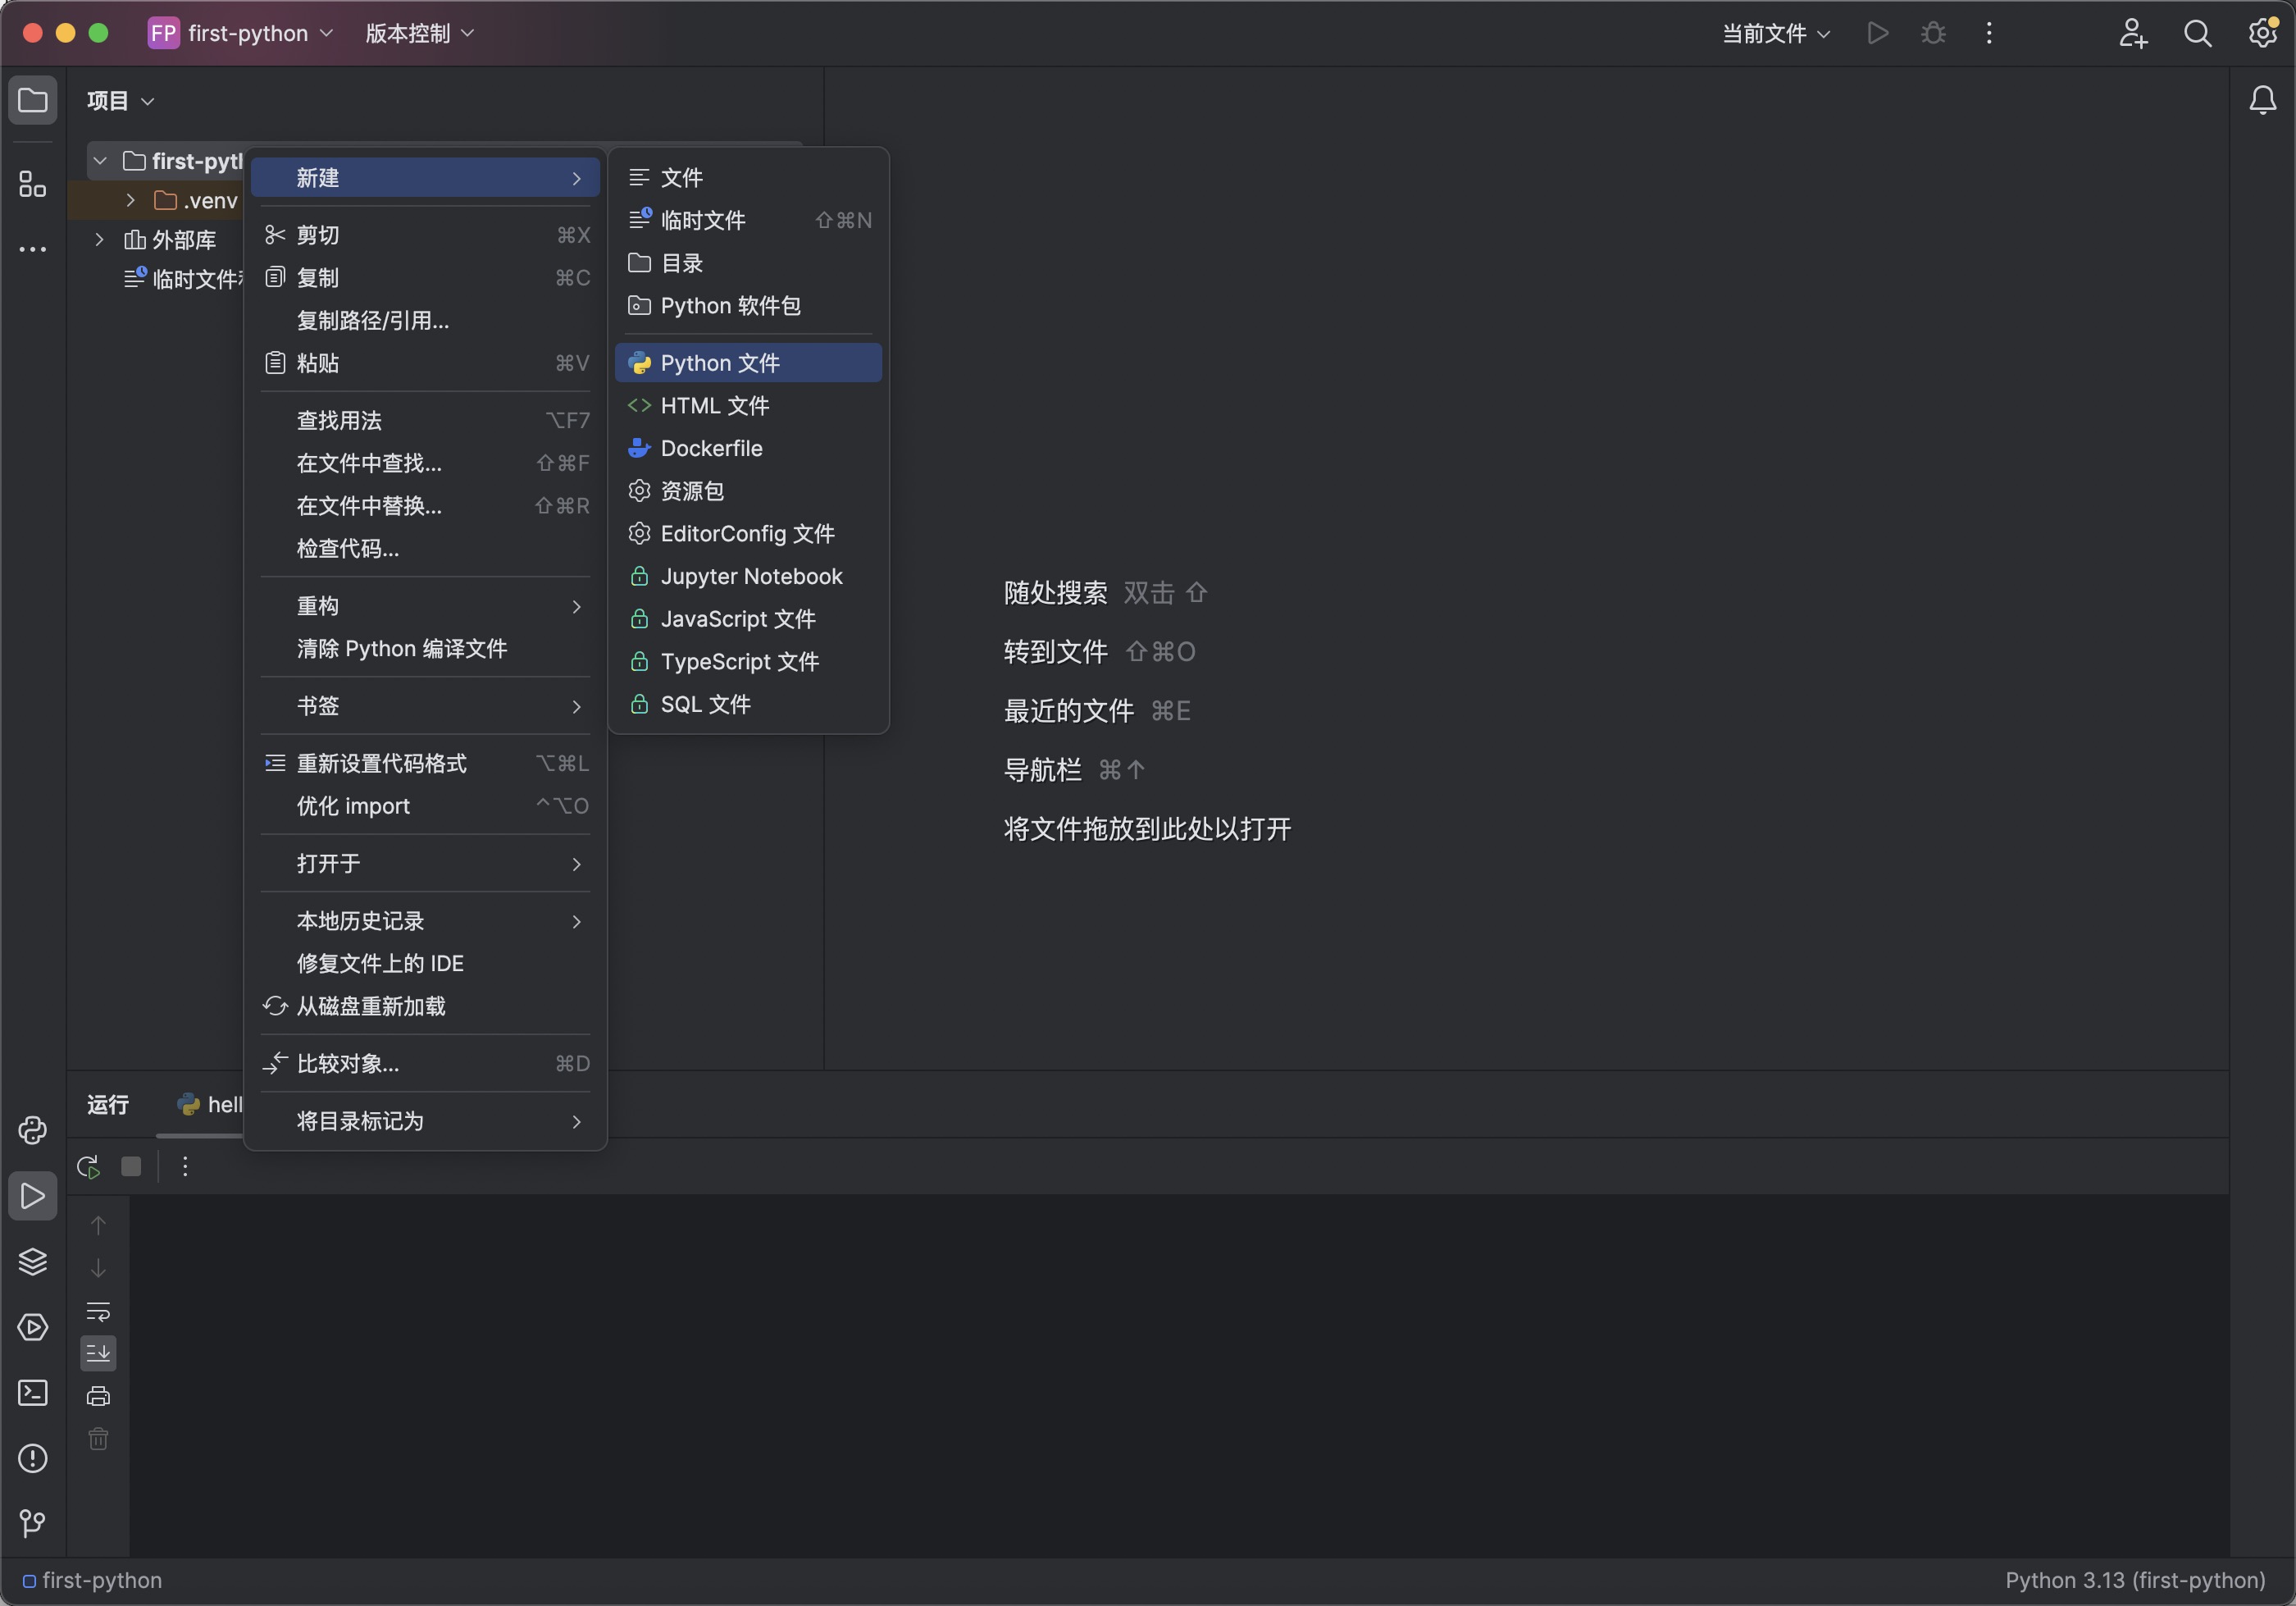 FP first-python 版本控制 当前文件
项目
first-pyth
.venv
外部库
临时文件
新建
剪切 ⌘X
复制 ⌘C
复制路径/引用...
粘贴 ⌘V
查找用法 ⌥F7
在文件中查找... ⇧⌘F
在文件中替换... ⇧⌘R
检查代码...
重构
清除 Python 编译文件
书签
重新设置代码格式 ⌥⌘L
优化 import ^⌥O
打开于
本地历史记录
修复文件上的 IDE
从磁盘重新加载
比较对象... ⌘D
将目录标记为
文件
临时文件 ⇧⌘N
目录
Python 软件包
Python 文件
HTML 文件
Dockerfile
资源包
EditorConfig 文件
Jupyter Notebook
JavaScript 文件
TypeScript 文件
SQL 文件
随处搜索 双击 ⇧
转到文件 ⇧⌘O
最近的文件 ⌘E
导航栏 ⌘↑
将文件拖放到此处以打开
运行 hell
first-python Python 3.13 (first-python)